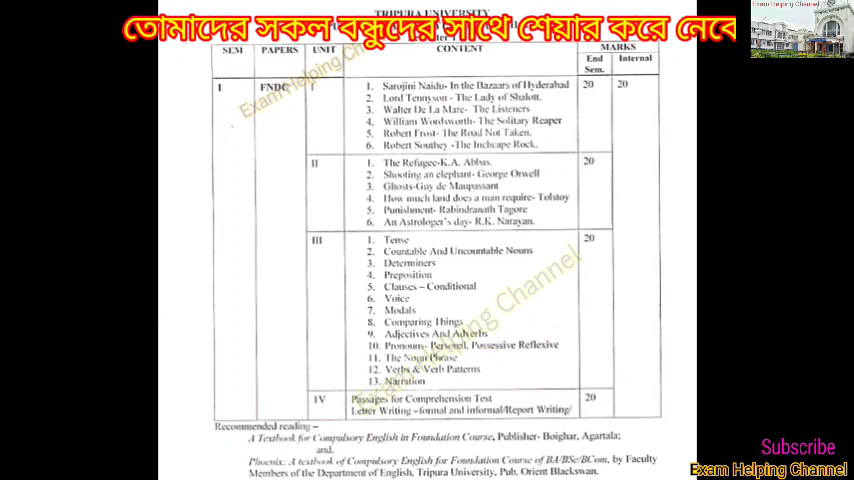 TRIPURA UNIVERSITY
তোমাদের সকল বন্ধুদের সাথে শেয়ার করে নেবে
SEM PAPERS UNIT CONTENT MARKS
End Sem. Internal
I FNDC I 1. Sarojini Naidu- In the Bazaars of Hyderabad 20 20
2. Lord Tennyson - The Lady of Shalott.
3. Walter De La Mare- The Listeners
4. William Wordsworth- The Solitary Reaper
5. Robert Frost- The Road Not Taken.
6. Robert Southey -The Inchcape Rock.
II 1. The Refugee-K.A. Abbas. 20
2. Shooting an elephant- George Orwell
3. Ghosts-Guy de Maupassant
4. How much land does a man require- Tolstoy
5. Punishment- Rabindranath Tagore
6. An Astrologer's day- R.K. Narayan.
III 1. Tense 20
2. Countable And Uncountable Nouns
3. Determiners
4. Preposition
5. Clauses – Conditional
6. Voice
7. Modals
8. Comparing Things
9. Adjectives And Adverbs
10. Pronouns- Personal, Possessive Reflexive
11. The Noun Phrase
12. Verbs & Verb Patterns
13. Narration
IV Passages for Comprehension Test 20
Letter Writing –formal and informal/Report Writing/
Recommended reading –
A Textbook for Compulsory English in Foundation Course, Publisher- Boighar, Agartala;
and,
Phoenix: A textbook of Compulsory English for Foundation Course of BA/BSc/BCom, by Faculty
Members of the Department of English, Tripura University, Pub. Orient Blackswan.
Exam Helping Chan
Exam Helping Channel
Exam Helping Channel
Subscribe
Exam Helping Channel